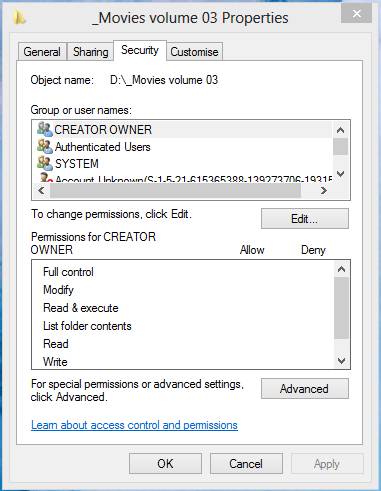 _Movies volume 03 Properties
General Sharing Security Customise
Object name: D:\_Movies volume 03
Group or user names:
CREATOR OWNER
Authenticated Users
SYSTEM
Account Unknown(S-1-5-21-615365388-139273706-19315
To change permissions, click Edit.
Edit...
Permissions for CREATOR
OWNER Allow Deny
Full control
Modify
Read & execute
List folder contents
Read
Write
For special permissions or advanced settings,
click Advanced.
Advanced
Learn about access control and permissions
OK Cancel Apply